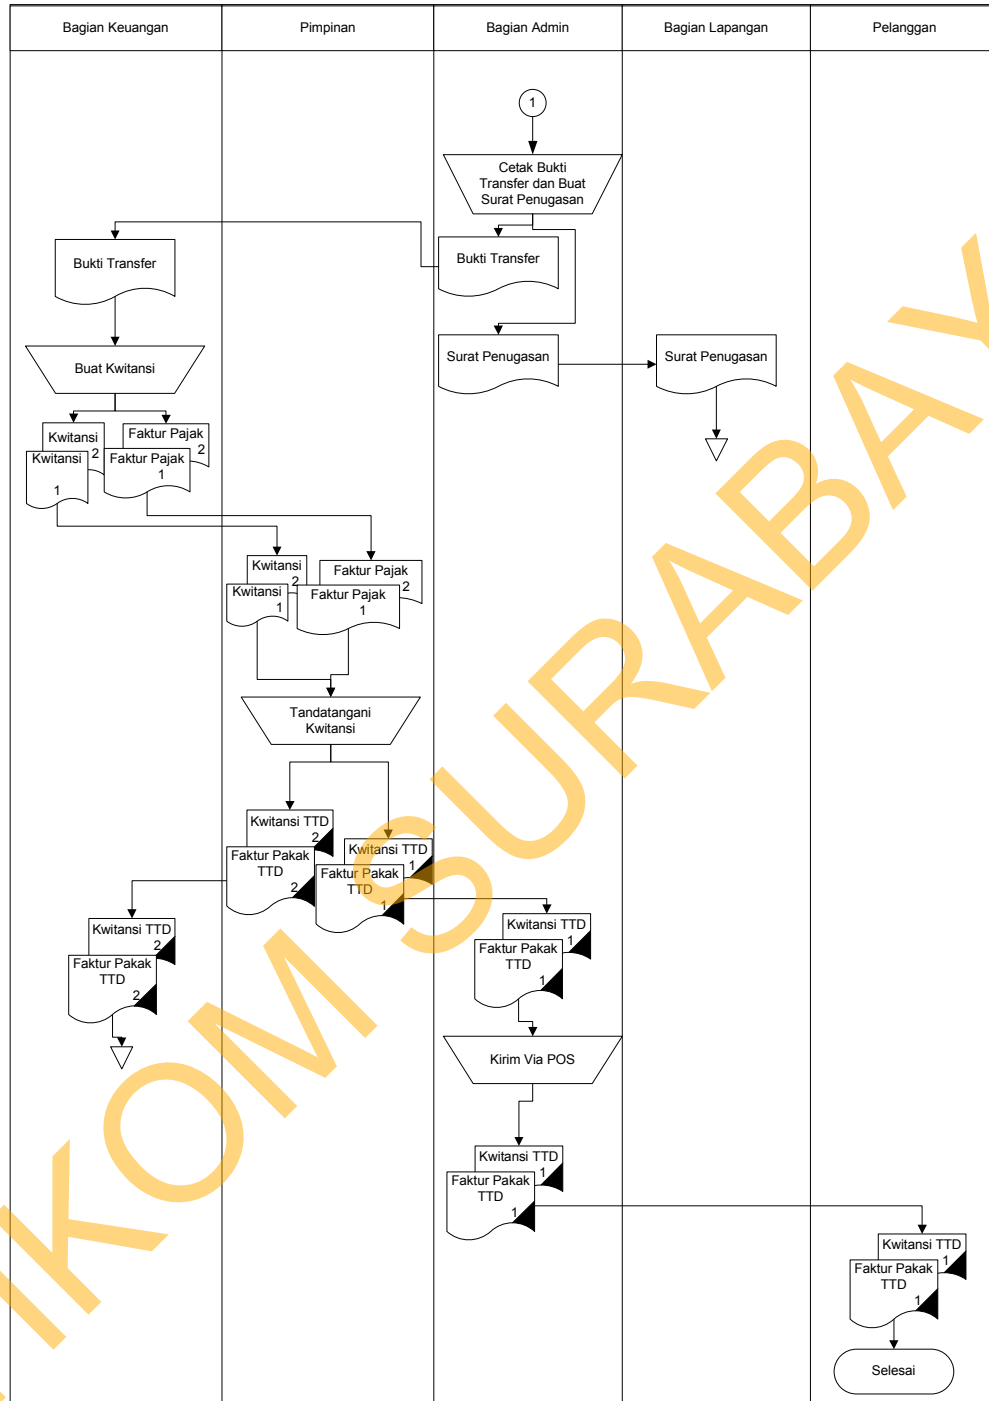 Bagian Keuangan
Pimpinan
Bagian Admin
Bagian Lapangan
Pelanggan
1
Cetak Bukti
Transfer dan Buat
Surat Penugasan
Bukti Transfer
Bukti Transfer
Surat Penugasan
Surat Penugasan
Buat Kwitansi
Kwitansi
2
Faktur Pajak
2
Kwitansi
1
Faktur Pajak
1
Kwitansi
2
Faktur Pajak
2
Kwitansi
1
Faktur Pajak
1
Tandatangani
Kwitansi
Kwitansi TTD
2
Faktur Pakak
TTD
2
Kwitansi TTD
1
Faktur Pakak
TTD
1
Kwitansi TTD
2
Faktur Pakak
TTD
2
Kwitansi TTD
1
Faktur Pakak
TTD
1
Kirim Via POS
Kwitansi TTD
1
Faktur Pakak
TTD
1
Kwitansi TTD
1
Faktur Pakak
TTD
1
Selesai
IKOM SURABAY